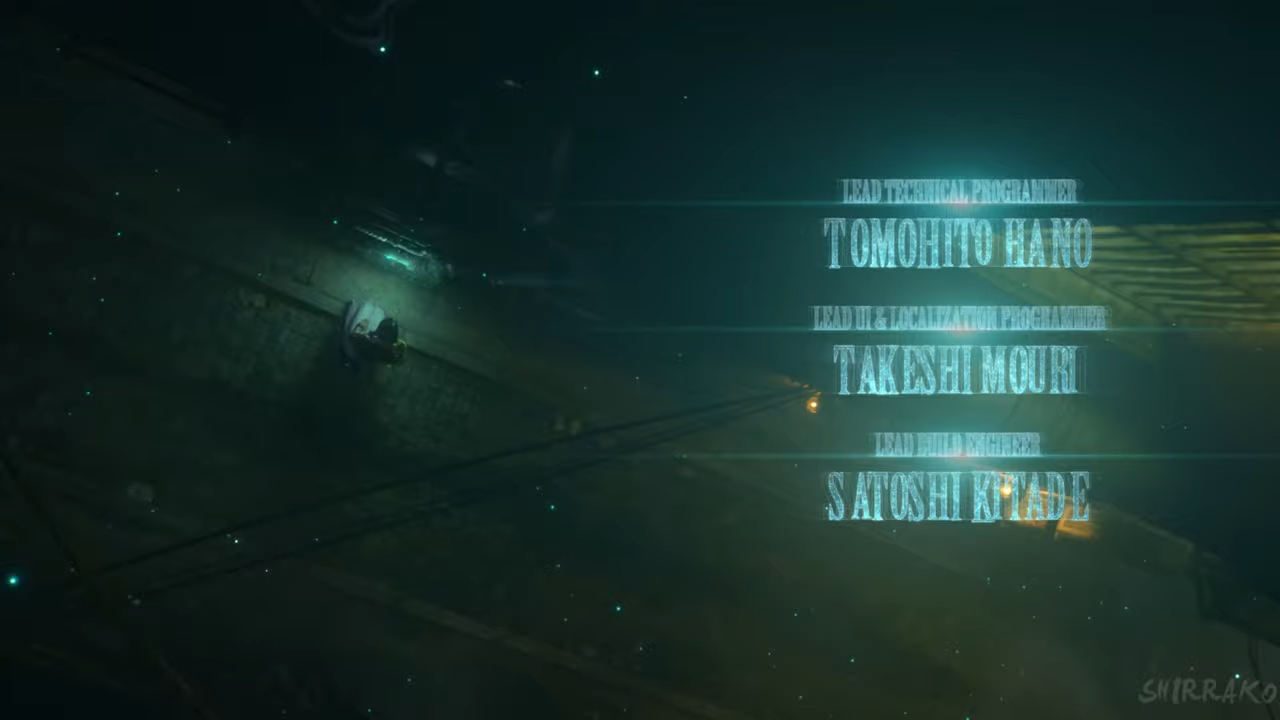 LEAD TECHNICAL PROGRAMMER
TOMOHITO HANO
LEAD UI & LOCALIZATION PROGRAMMER
TAKESHI MOURI
LEAD BUILD ENGINEER
SATOSHI KITADE
SHIRRAKO